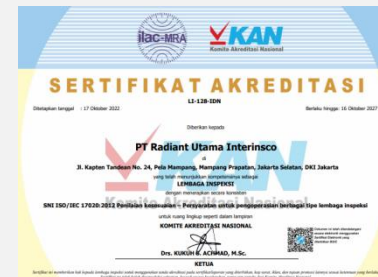 ilac-MRA
KAN
Komite Akreditasi Nasional
SERTIFIKAT AKREDITASI
LI-128-IDN
Ditetapkan tanggal : 17 Oktober 2022
Berlaku hingga: 16 Oktober 2027
Diberikan kepada
PT Radiant Utama Interinsco
di
Jl. Kapten Tandean No. 24, Pela Mampang, Mampang Prapatan, Jakarta Selatan, DKI Jakarta
yang telah menunjukkan kompetensinya sebagai
LEMBAGA INSPEKSI
dengan menerapkan secara konsisten
SNI ISO/IEC 17020:2012 Penilaian kesesuaian – Persyaratan untuk pengoperasian berbagai tipe lembaga inspeksi
untuk ruang lingkup seperti dalam lampiran
KOMITE AKREDITASI NASIONAL
Drs. KUKUH S. ACHMAD, M.Sc.
KETUA